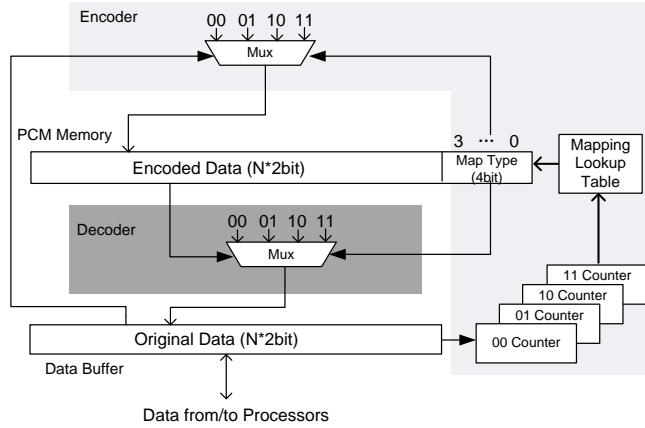 Encoder
00 01 10 11
Mux
PCM Memory
3 ... 0
Encoded Data (N*2bit)
Map Type
(4bit)
Mapping
Lookup
Table
Decoder
00 01 10 11
Mux
11 Counter
10 Counter
01 Counter
00 Counter
Original Data (N*2bit)
Data Buffer
Data from/to Processors